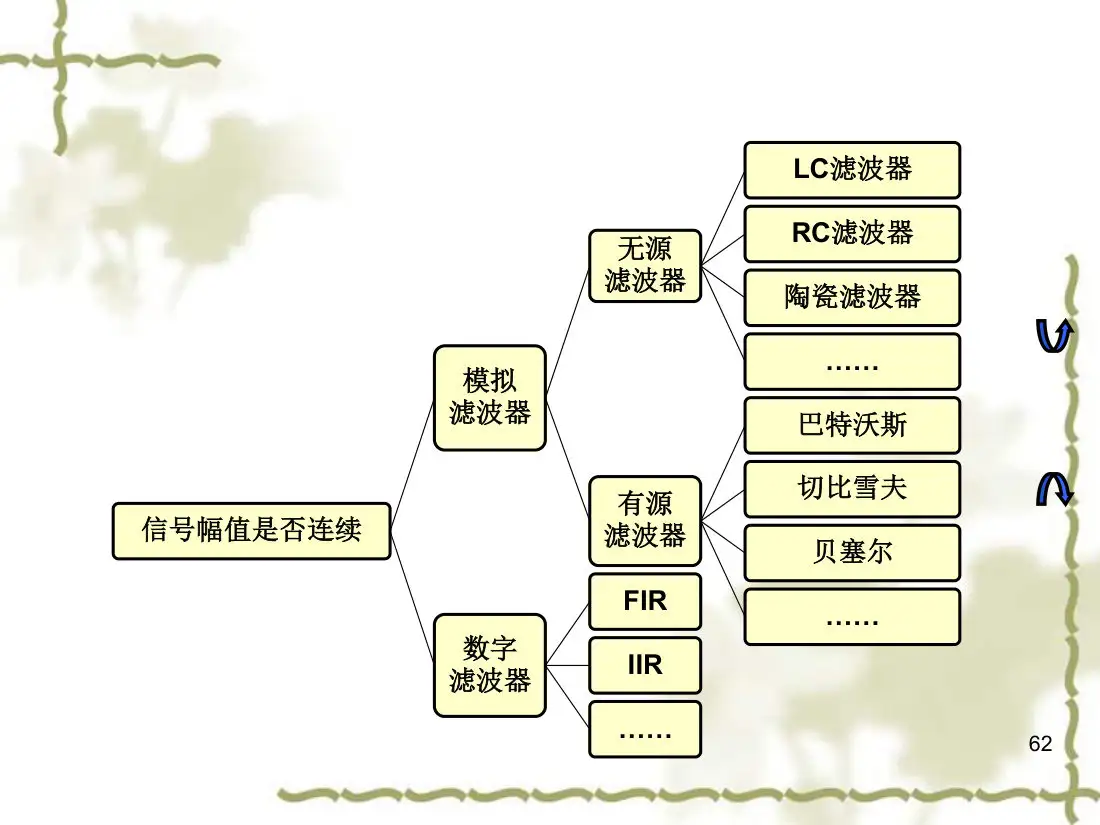 LC滤波器
RC滤波器
无源
滤波器
陶瓷滤波器
……
模拟
滤波器
巴特沃斯
切比雪夫
有源
滤波器
贝塞尔
……
信号幅值是否连续
FIR
数字
滤波器
IIR
……
62